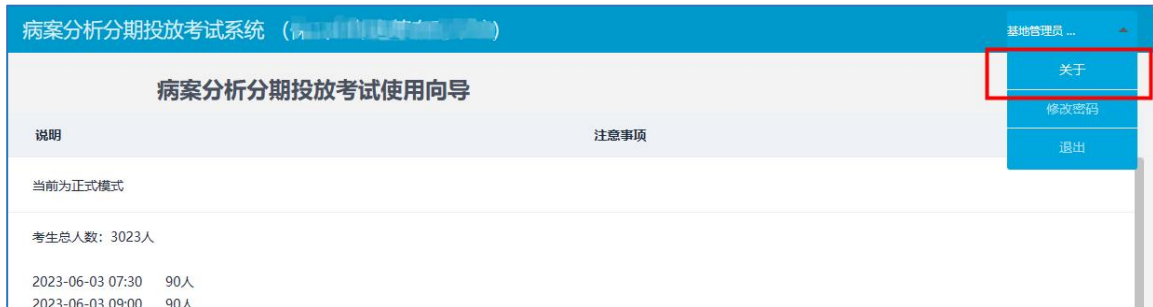 病案分析分期投放考试系统 (
)
基地管理员 ...
关于
修改密码
退出
病案分析分期投放考试使用向导
说明
注意事项
当前为正式模式
考生总人数：3023人
2023-06-03 07:30 90人
2023-06-03 09:00 90人